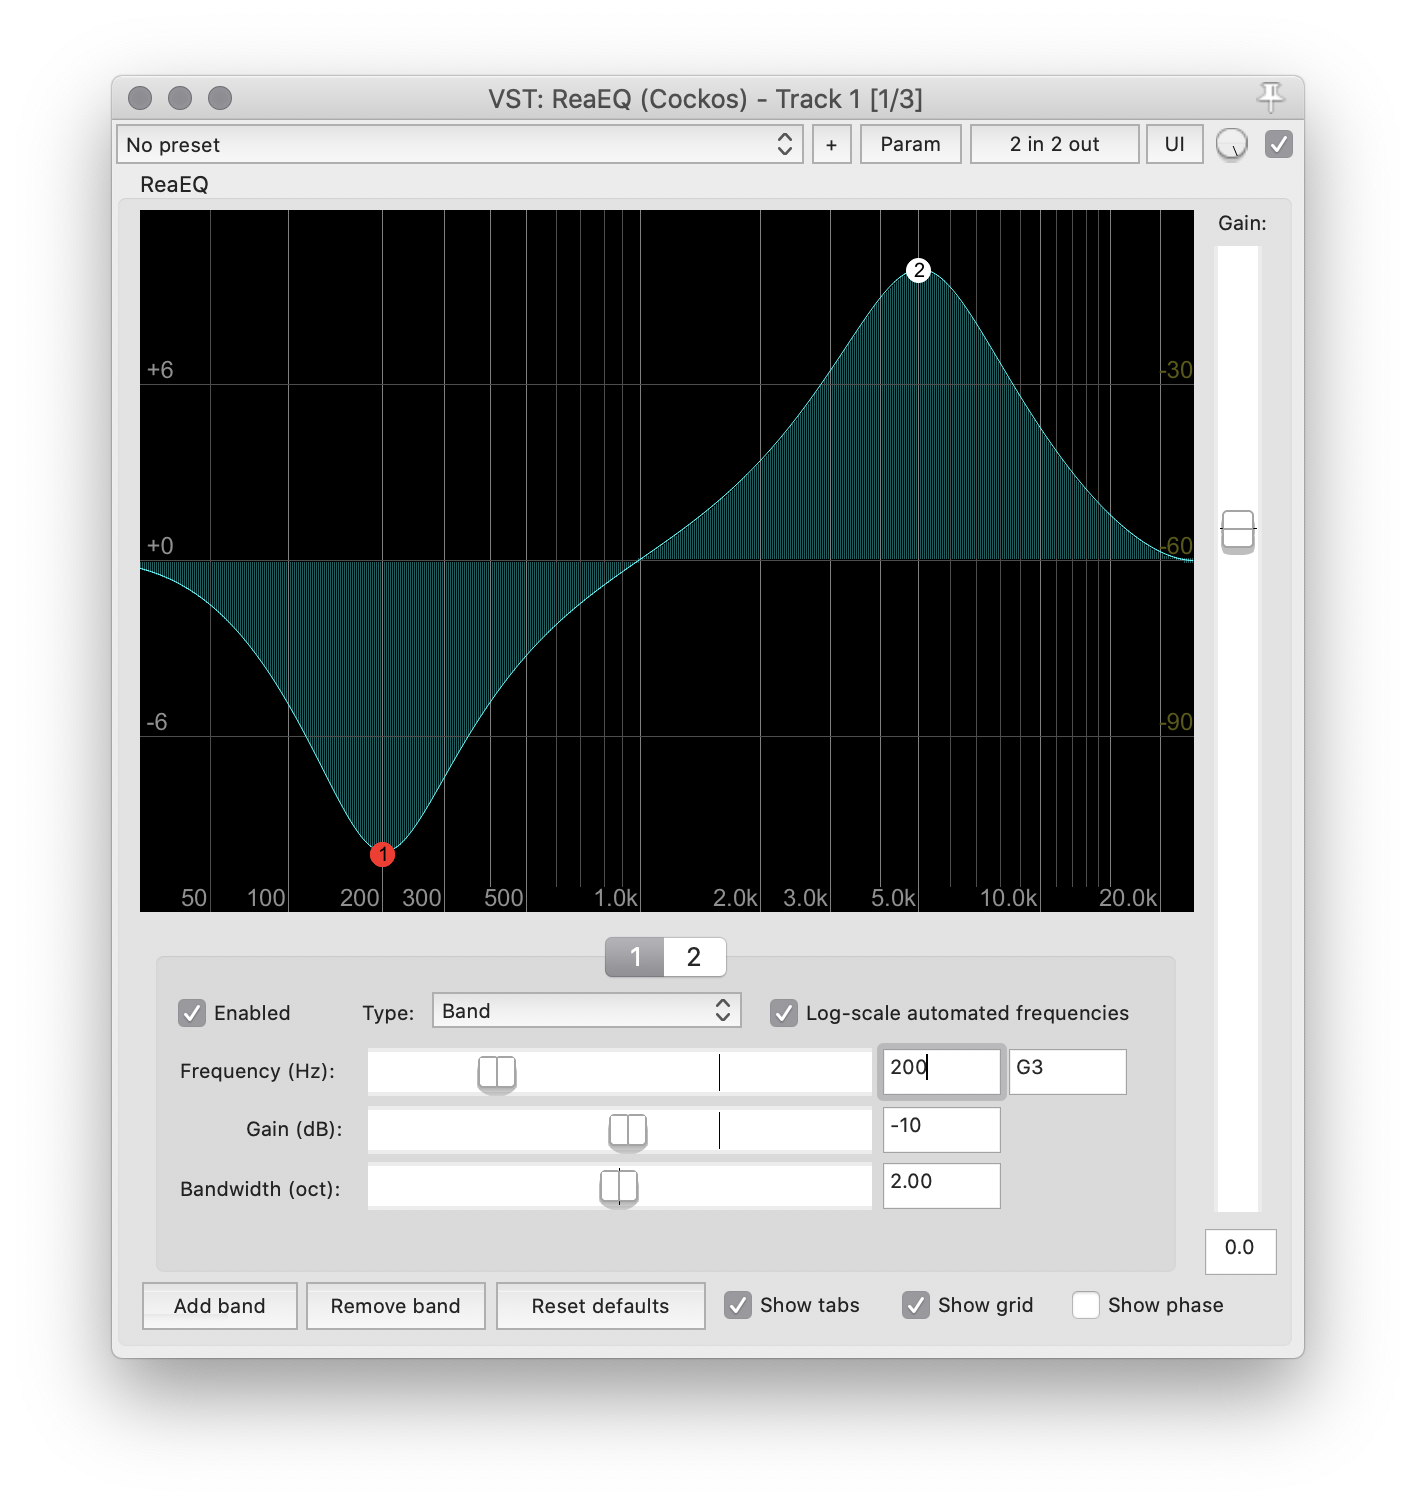 VST: ReaEQ (Cockos) - Track 1 [1/3]
No preset + Param 2 in 2 out UI
ReaEQ
Gain:
2
+6 -30
+0 -60
-6 -90
1
50 100 200 300 500 1.0k 2.0k 3.0k 5.0k 10.0k 20.0k
1 2
Enabled Type: Band Log-scale automated frequencies
Frequency (Hz): 200 G3
Gain (dB): -10
Bandwidth (oct): 2.00
0.0
Add band Remove band Reset defaults Show tabs Show grid Show phase